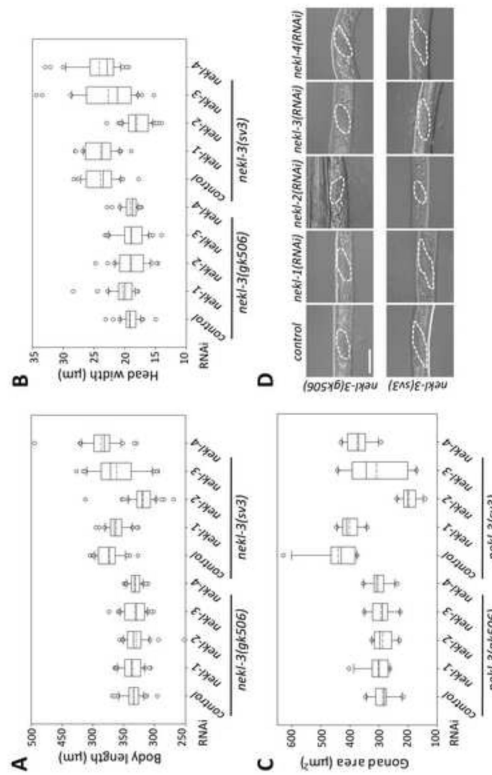 A
Body length (µm)
500
450
400
350
300
250
RNAi
control
nekl-1
nekl-2
nekl-3
nekl-4
control
nekl-1
nekl-2
nekl-3
nekl-4
nekl-3(gk506)
nekl-3(sv3)
B
Head width (µm)
35
30
25
20
15
10
RNAi
control
nekl-1
nekl-2
nekl-3
nekl-4
control
nekl-1
nekl-2
nekl-3
nekl-4
nekl-3(gk506)
nekl-3(sv3)
C
Gonad area (µm²)
600
500
400
300
200
100
RNAi
control
nekl-1
nekl-2
nekl-3
nekl-4
control
nekl-1
nekl-2
nekl-3
nekl-4
nekl-3(gk506)
nekl-3(sv3)
D
control
nekl-1(RNAi)
nekl-2(RNAi)
nekl-3(RNAi)
nekl-4(RNAi)
nekl-3(gk506)
nekl-3(sv3)